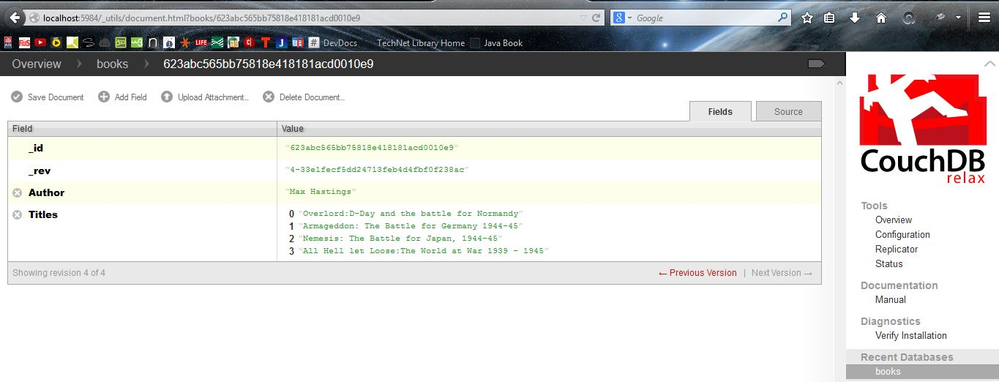 localhost:5984/_utils/document.html?books/623abc565bb75818e418181acd0010e9
Google
LIFE
DevDocs
TechNet Library Home
Java Book
Overview
books
623abc565bb75818e418181acd0010e9
Save Document
Add Field
Upload Attachment...
Delete Document...
Fields
Source
Field
Value
_id
"623abc565bb75818e418181acd0010e9"
_rev
"4-33e1fecf5dd24713feb4d4fbf0f238ac"
Author
"Max Hastings"
Titles
0 "Overlord:D-Day and the battle for Normandy"
1 "Armageddon: The Battle for Germany 1944-45"
2 "Nemesis: The Battle for Japan, 1944-45"
3 "All Hell let Loose:The World at War 1939 - 1945"
Showing revision 4 of 4
← Previous Version | Next Version →
CouchDB
relax
Tools
Overview
Configuration
Replicator
Status
Documentation
Manual
Diagnostics
Verify Installation
Recent Databases
books